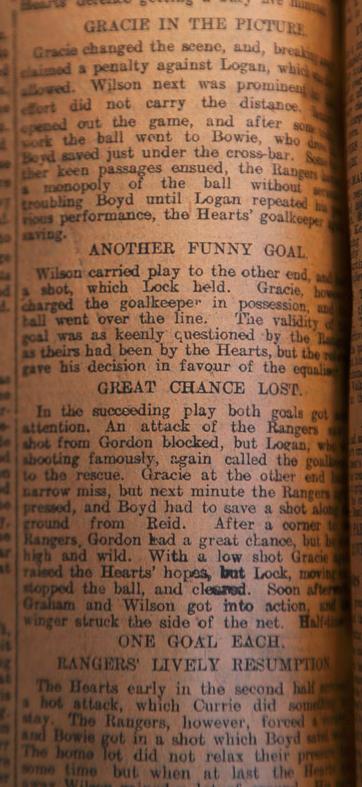 GRACIE IN THE PICTURE.
Gracie changed the scene, and,
claimed a penalty against Logan,
allowed. Wilson next was prominent
effort did not carry the distance.
opened out the game, and after
work the ball went to Bowie, who
Boyd saved just under the cross-bar.
ther keen passages ensued, the Rangers
a monopoly of the ball without
troubling Boyd until Logan repeated
performance, the Hearts' goalkeeper
saving.
ANOTHER FUNNY GOAL.
Wilson carried play to the other end,
a shot, which Lock held. Gracie,
charged the goalkeeper in possession,
ball went over the line. The validity
goal was as keenly questioned by the
as theirs had been by the Hearts, but the
gave his decision in favour of the
GREAT CHANCE LOST.
In the succeeding play both goals got
attention. An attack of the Rangers
shot from Gordon blocked, but Logan,
shooting famously, again called the
to the rescue. Gracie at the other end
narrow miss, but next minute the Rangers
pressed, and Boyd had to save a shot
ground from Reid. After a corner
Rangers, Gordon had a great chance, but
high and wild. With a low shot Gracie
raised the Hearts' hopes, but Lock,
stopped the ball, and cleared. Soon
Graham and Wilson got into action,
winger struck the side of the net.
ONE GOAL EACH.
RANGERS' LIVELY RESUMPTION
The Hearts early in the second half
a hot attack, which Currie did
stay. The Rangers, however, forced a
and Bowie got in a shot which Boyd
The home lot did not relax their
some time but when at last the